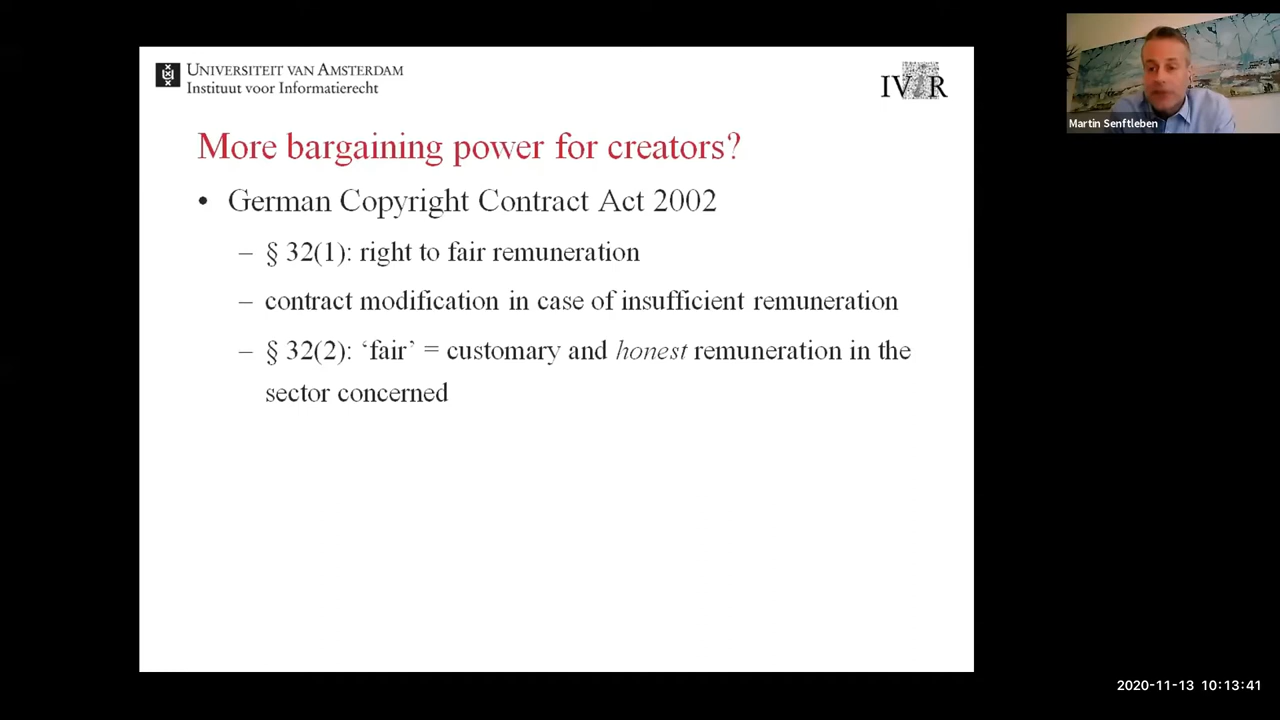 UNIVERSITEIT VAN AMSTERDAM
Instituut voor Informatierecht
IViR
Martin Senftleben
More bargaining power for creators?
• German Copyright Contract Act 2002
– § 32(1): right to fair remuneration
– contract modification in case of insufficient remuneration
– § 32(2): ‘fair’ = customary and honest remuneration in the
sector concerned
2020-11-13 10:13:41